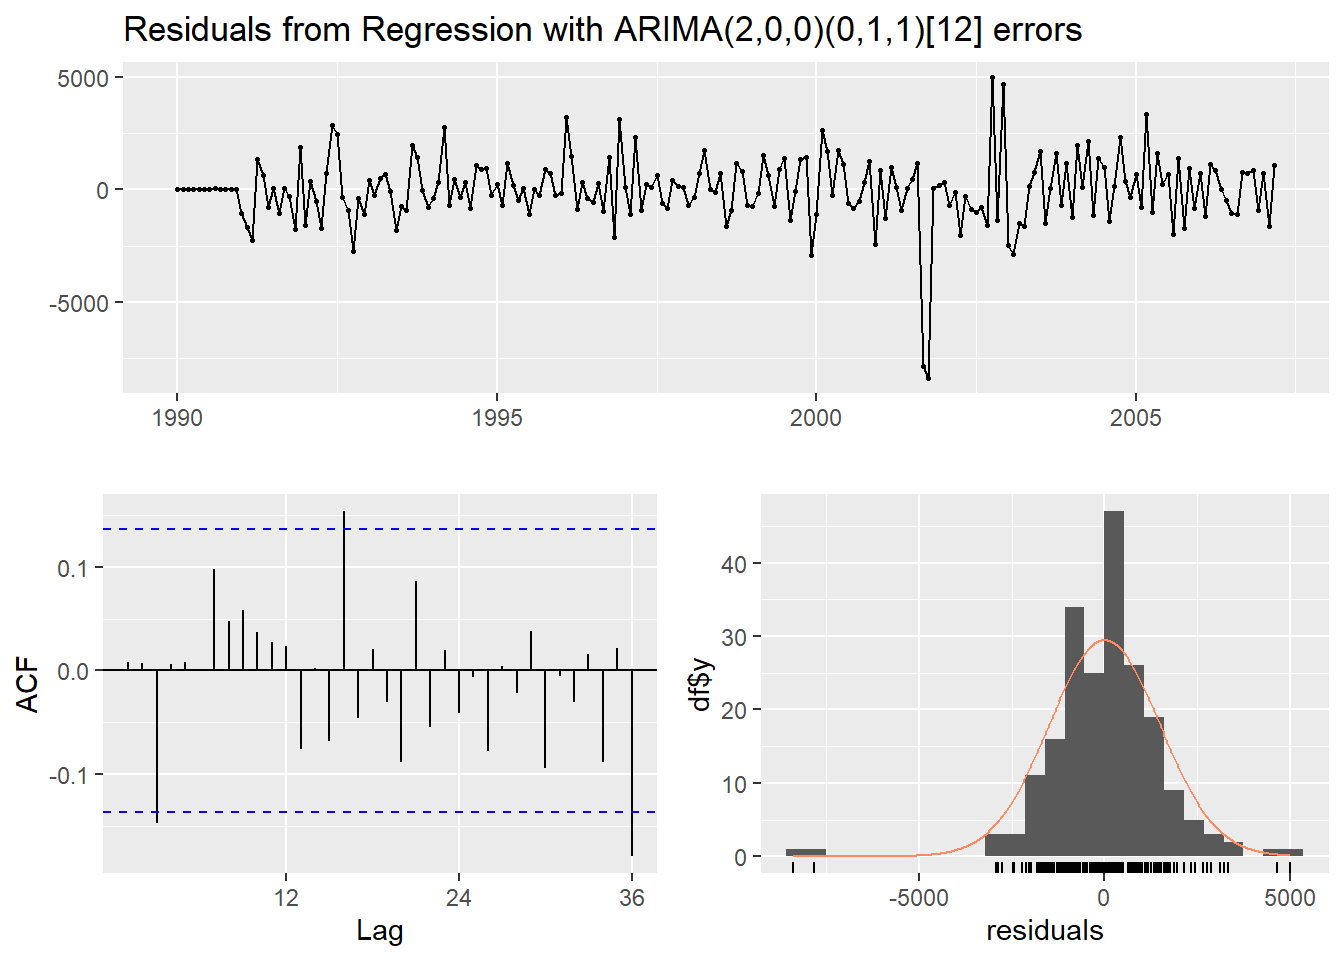 Residuals from Regression with ARIMA(2,0,0)(0,1,1)[12] errors
5000
0
-5000
1990 1995 2000 2005
ACF
0.1
0.0
-0.1
12 24 36
Lag
df$y
40
30
20
10
0
-5000 0 5000
residuals